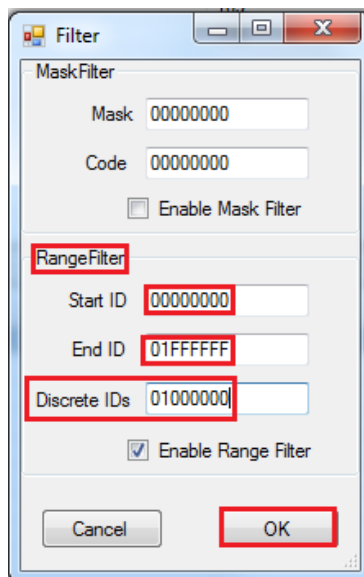 Filter
MaskFilter
Mask 00000000
Code 00000000
Enable Mask Filter
RangeFilter
Start ID 00000000
End ID 01FFFFFF
Discrete IDs 01000000
Enable Range Filter
Cancel OK